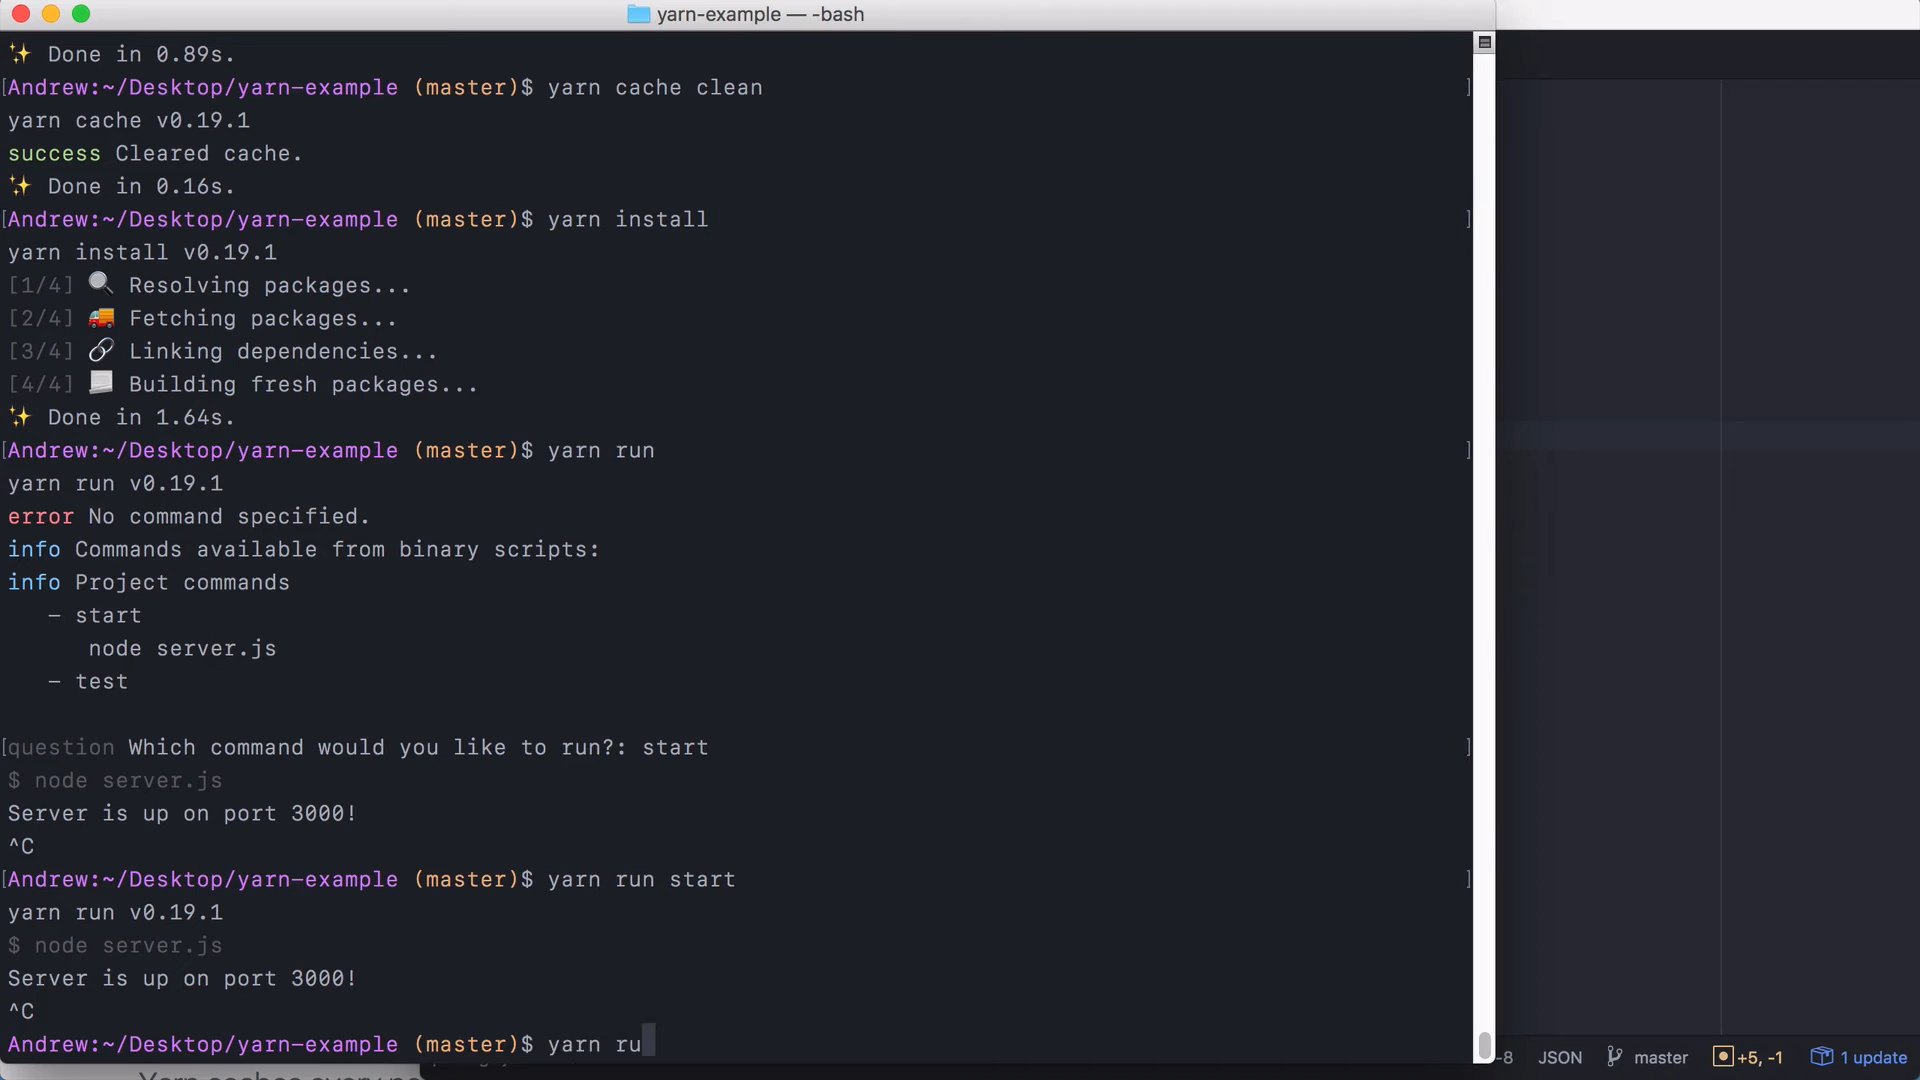 yarn-example — -bash
✨ Done in 0.89s.
[Andrew:~/Desktop/yarn-example (master)$ yarn cache clean ]
yarn cache v0.19.1
success Cleared cache.
✨ Done in 0.16s.
[Andrew:~/Desktop/yarn-example (master)$ yarn install ]
yarn install v0.19.1
[1/4] 🔍 Resolving packages...
[2/4] 🚚 Fetching packages...
[3/4] 🔗 Linking dependencies...
[4/4] 📃 Building fresh packages...
✨ Done in 1.64s.
[Andrew:~/Desktop/yarn-example (master)$ yarn run ]
yarn run v0.19.1
error No command specified.
info Commands available from binary scripts:
info Project commands
– start
node server.js
– test
[question Which command would you like to run?: start ]
$ node server.js
Server is up on port 3000!
^C
[Andrew:~/Desktop/yarn-example (master)$ yarn run start ]
yarn run v0.19.1
$ node server.js
Server is up on port 3000!
^C
Andrew:~/Desktop/yarn-example (master)$ yarn ru
-8 JSON master +5, -1 1 update